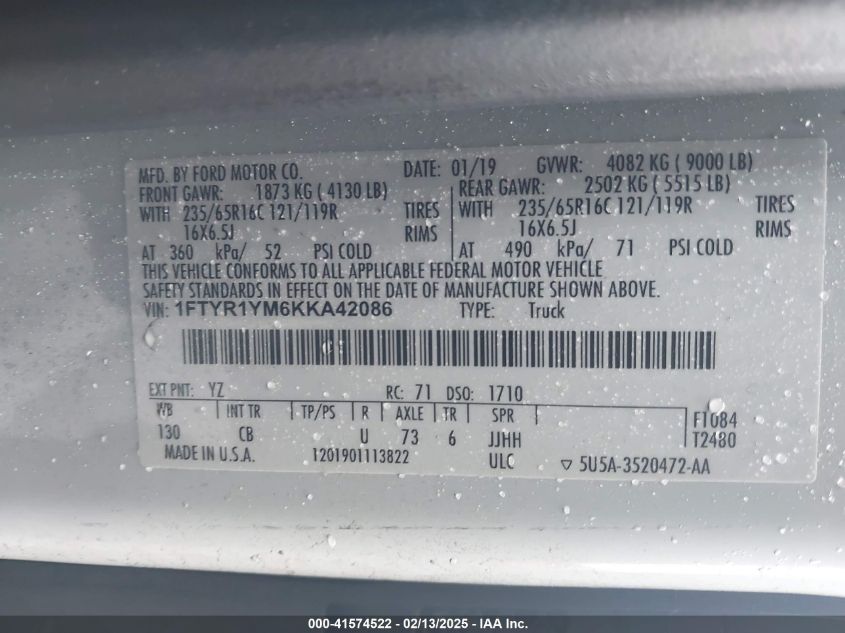 MFD. BY FORD MOTOR CO. DATE: 01/19 GVWR: 4082 KG ( 9000 LB)
FRONT GAWR: 1873 KG ( 4130 LB) REAR GAWR: 2502 KG ( 5515 LB)
WITH 235/65R16C 121/119R TIRES WITH 235/65R16C 121/119R TIRES
16X6.5J RIMS 16X6.5J RIMS
AT 360 kPa/ 52 PSI COLD AT 490 kPa/ 71 PSI COLD
THIS VEHICLE CONFORMS TO ALL APPLICABLE FEDERAL MOTOR VEHICLE
SAFETY STANDARDS IN EFFECT ON THE DATE OF MANUFACTURE SHOWN ABOVE.
VIN: 1FTYR1YM6KKA42086 TYPE: Truck
EXT PNT: YZ RC: 71 DSO: 1710
WB INT TR TP/PS R AXLE TR SPR F1084
130 CB U 73 6 JJHH T2480
MADE IN U.S.A. 1201901113822 ULC ▽ 5U5A-3520472-AA
000-41574522 - 02/13/2025 - IAA Inc.